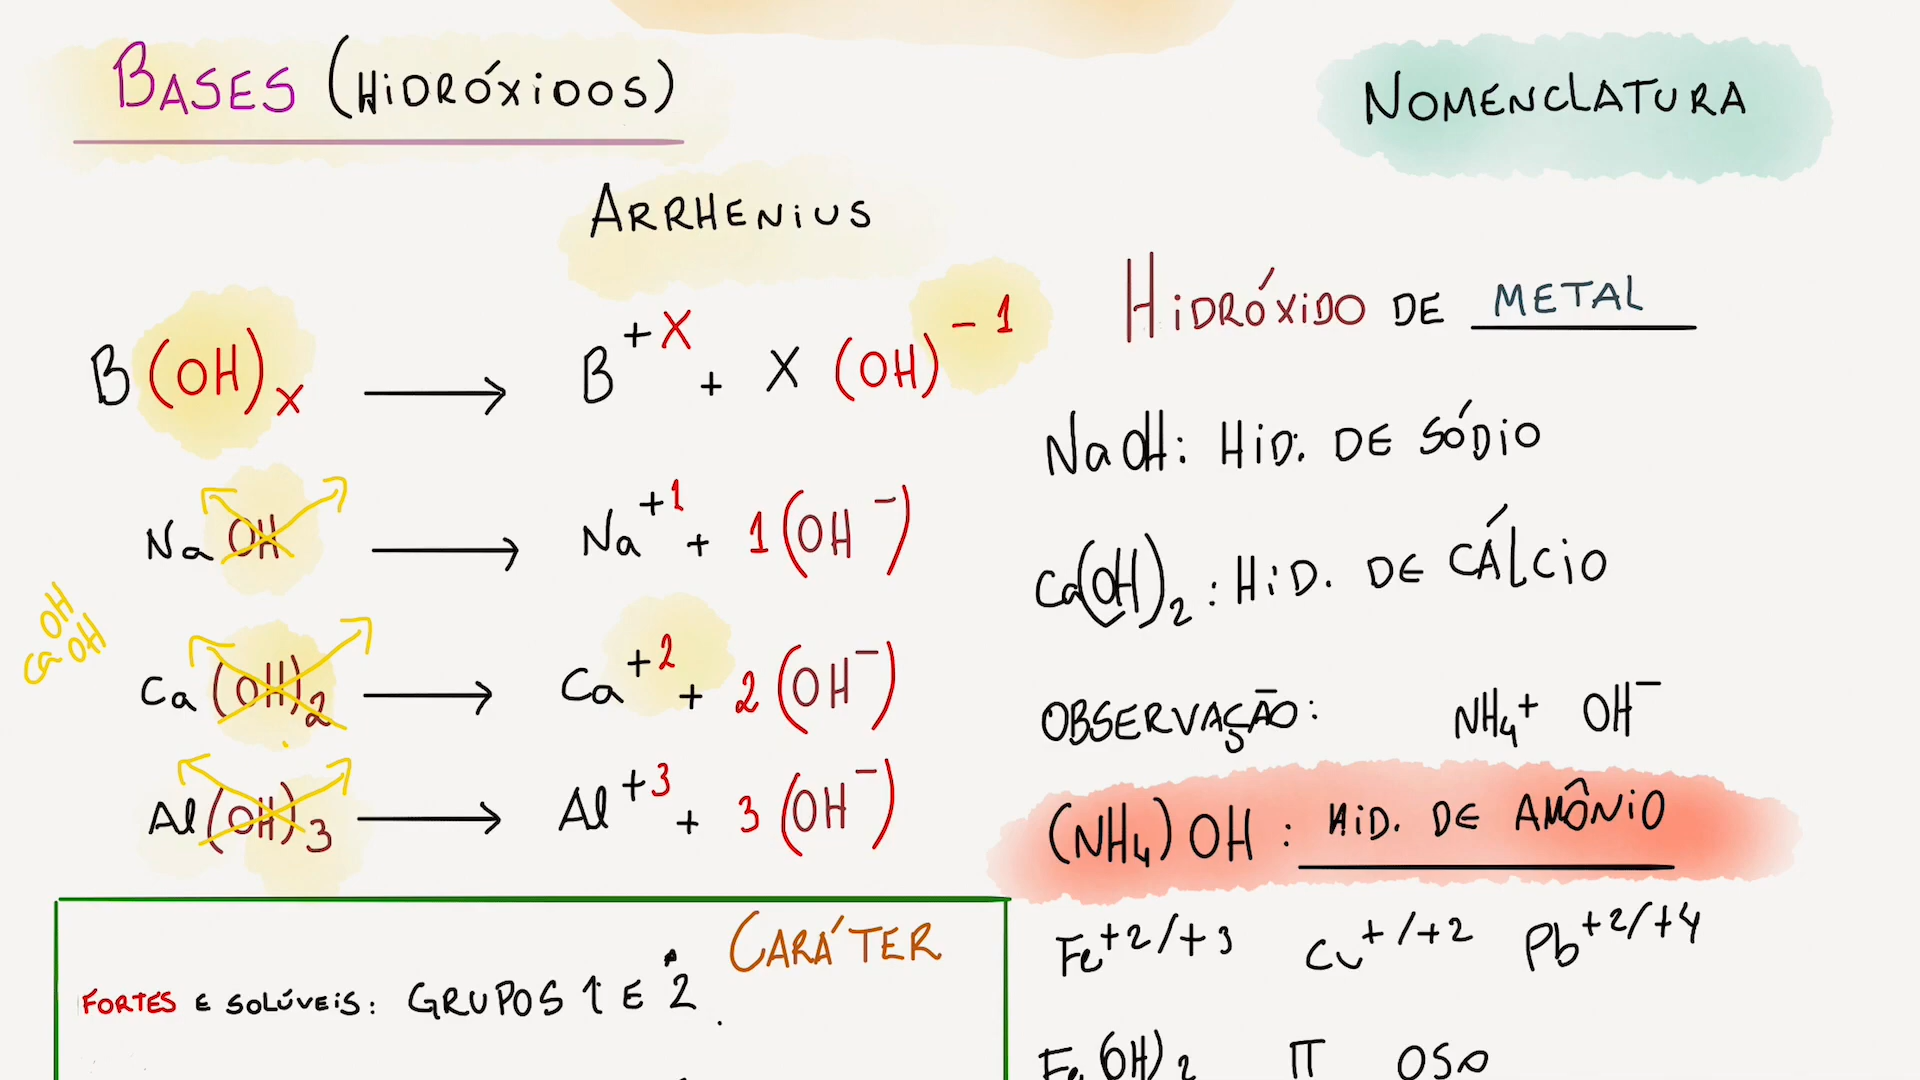 BASES (HIDRÓXIDOS)
ARRHENIUS
B(OH)x ⟶ B^{+X} + X (OH)^{-1}
NaOH ⟶ Na^{+1} + 1(OH^-)
Ca OH OH
Ca(OH)₂ ⟶ Ca^{+2} + 2(OH^-)
Al(OH)₃ ⟶ Al^{+3} + 3(OH^-)
CARÁTER
FORTES E SOLÚVEIS: GRUPOS 1 E 2.
NOMENCLATURA
HIDRÓXIDO DE METAL
NaOH: HID. DE SÓDIO
Ca(OH)₂: HID. DE CÁLCIO
OBSERVAÇÃO: NH₄+ OH^-
(NH₄)OH: HID. DE AMÔNIO
Fe^{+2/+3} Cu^{+/+2} Pb^{+2/+4}
Fe(OH)₂ II OSO